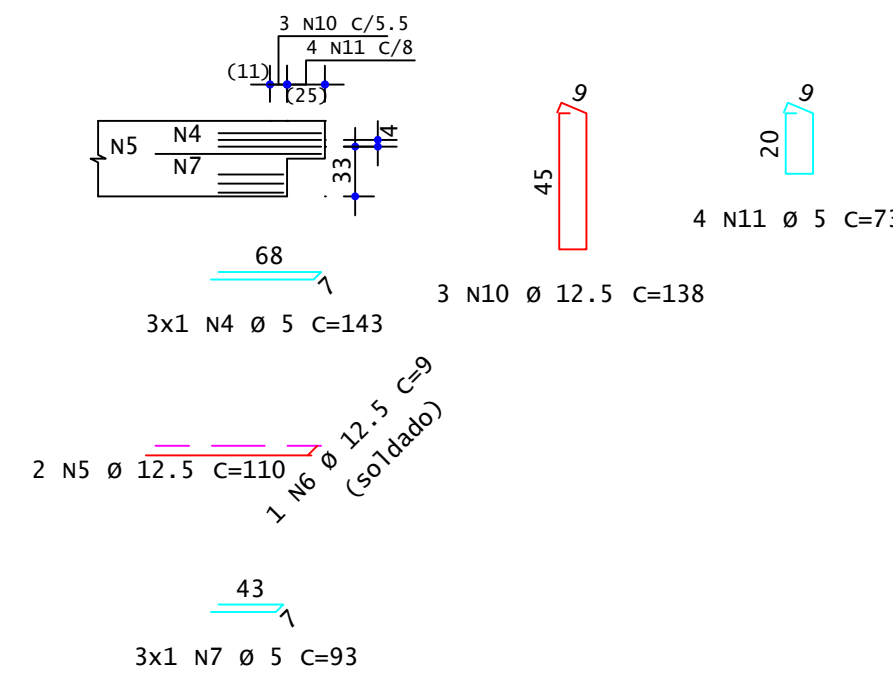 3 N10 C/5.5
4 N11 C/8
(11)
(25)
N5
N4
N7
4
33
68
7
3x1 N4 Ø 5 C=143
45
9
3 N10 Ø 12.5 C=138
20
9
4 N11 Ø 5 C=73
2 N5 Ø 12.5 C=110
1 N6 Ø 12.5 C=9
(soldado)
43
7
3x1 N7 Ø 5 C=93